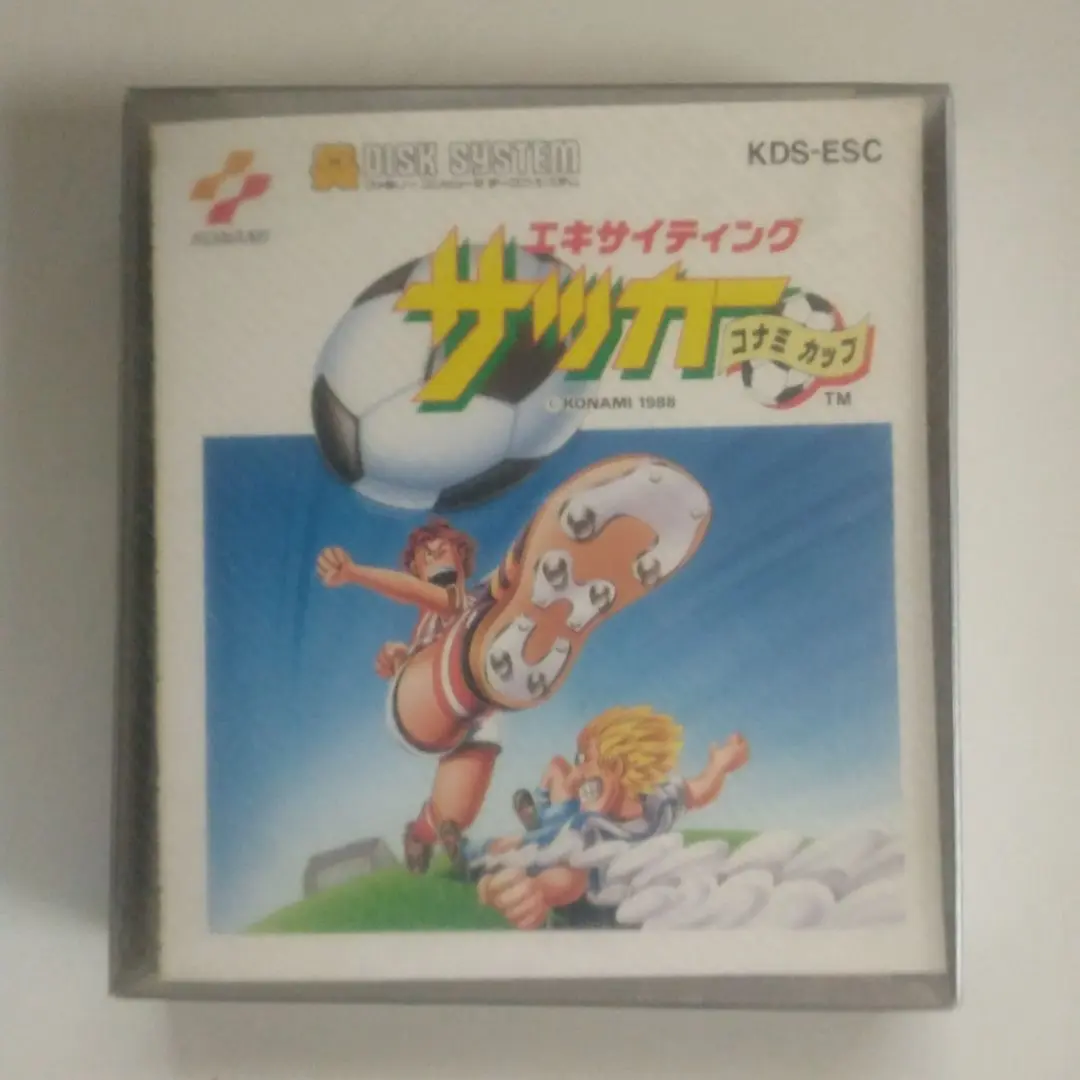 KONAMI
DISK SYSTEM
KDS-ESC
エキサイティング
サッカー
コナミ カップ
TM
©KONAMI 1988